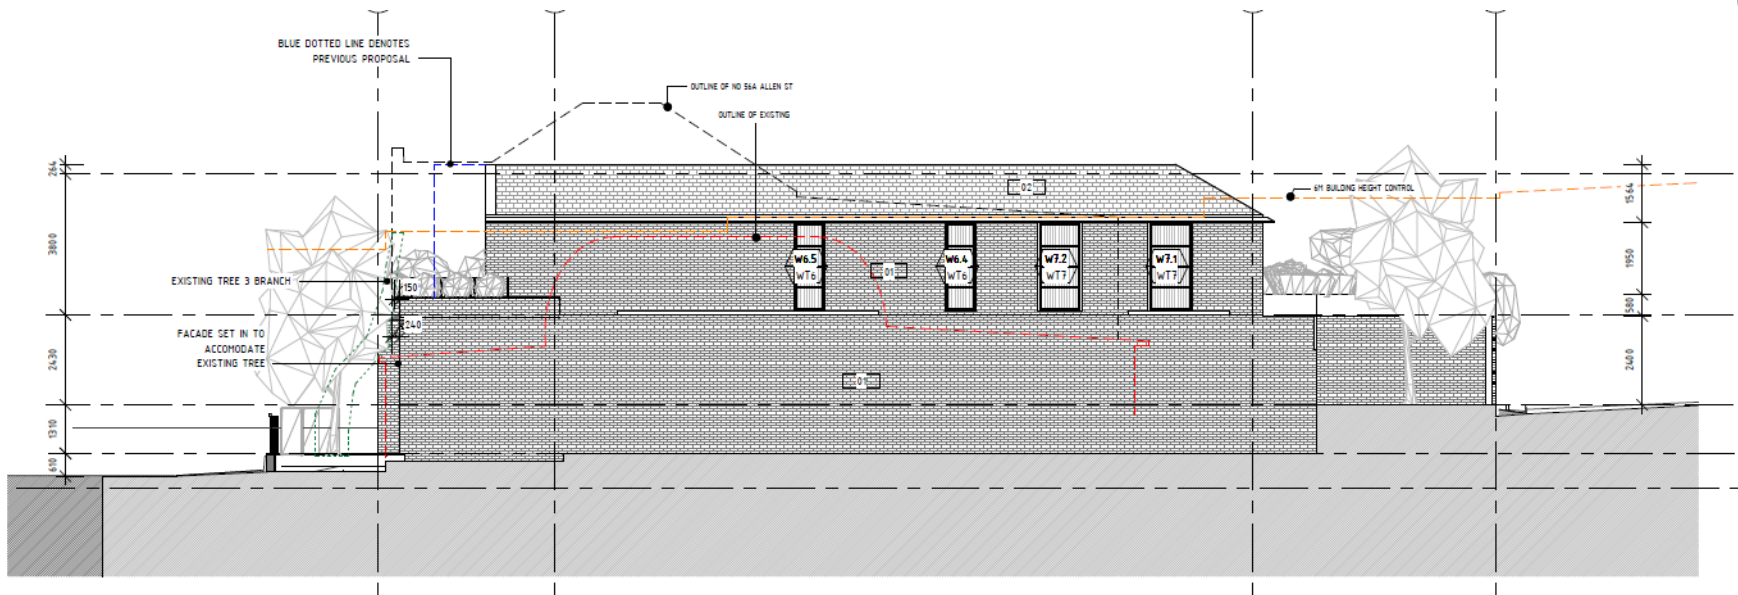 BLUE DOTTED LINE DENOTES
PREVIOUS PROPOSAL
OUTLINE OF NO 56A ALLEN ST
OUTLINE OF EXISTING
6M BUILDING HEIGHT CONTROL
EXISTING TREE 3 BRANCH
FACADE SET IN TO
ACCOMODATE
EXISTING TREE
150
240
02
01
01
W6.5
WT6
W6.4
WT6
W7.2
WT7
W7.1
WT7
264
3800
2430
1310
610
1564
1950
580
2400